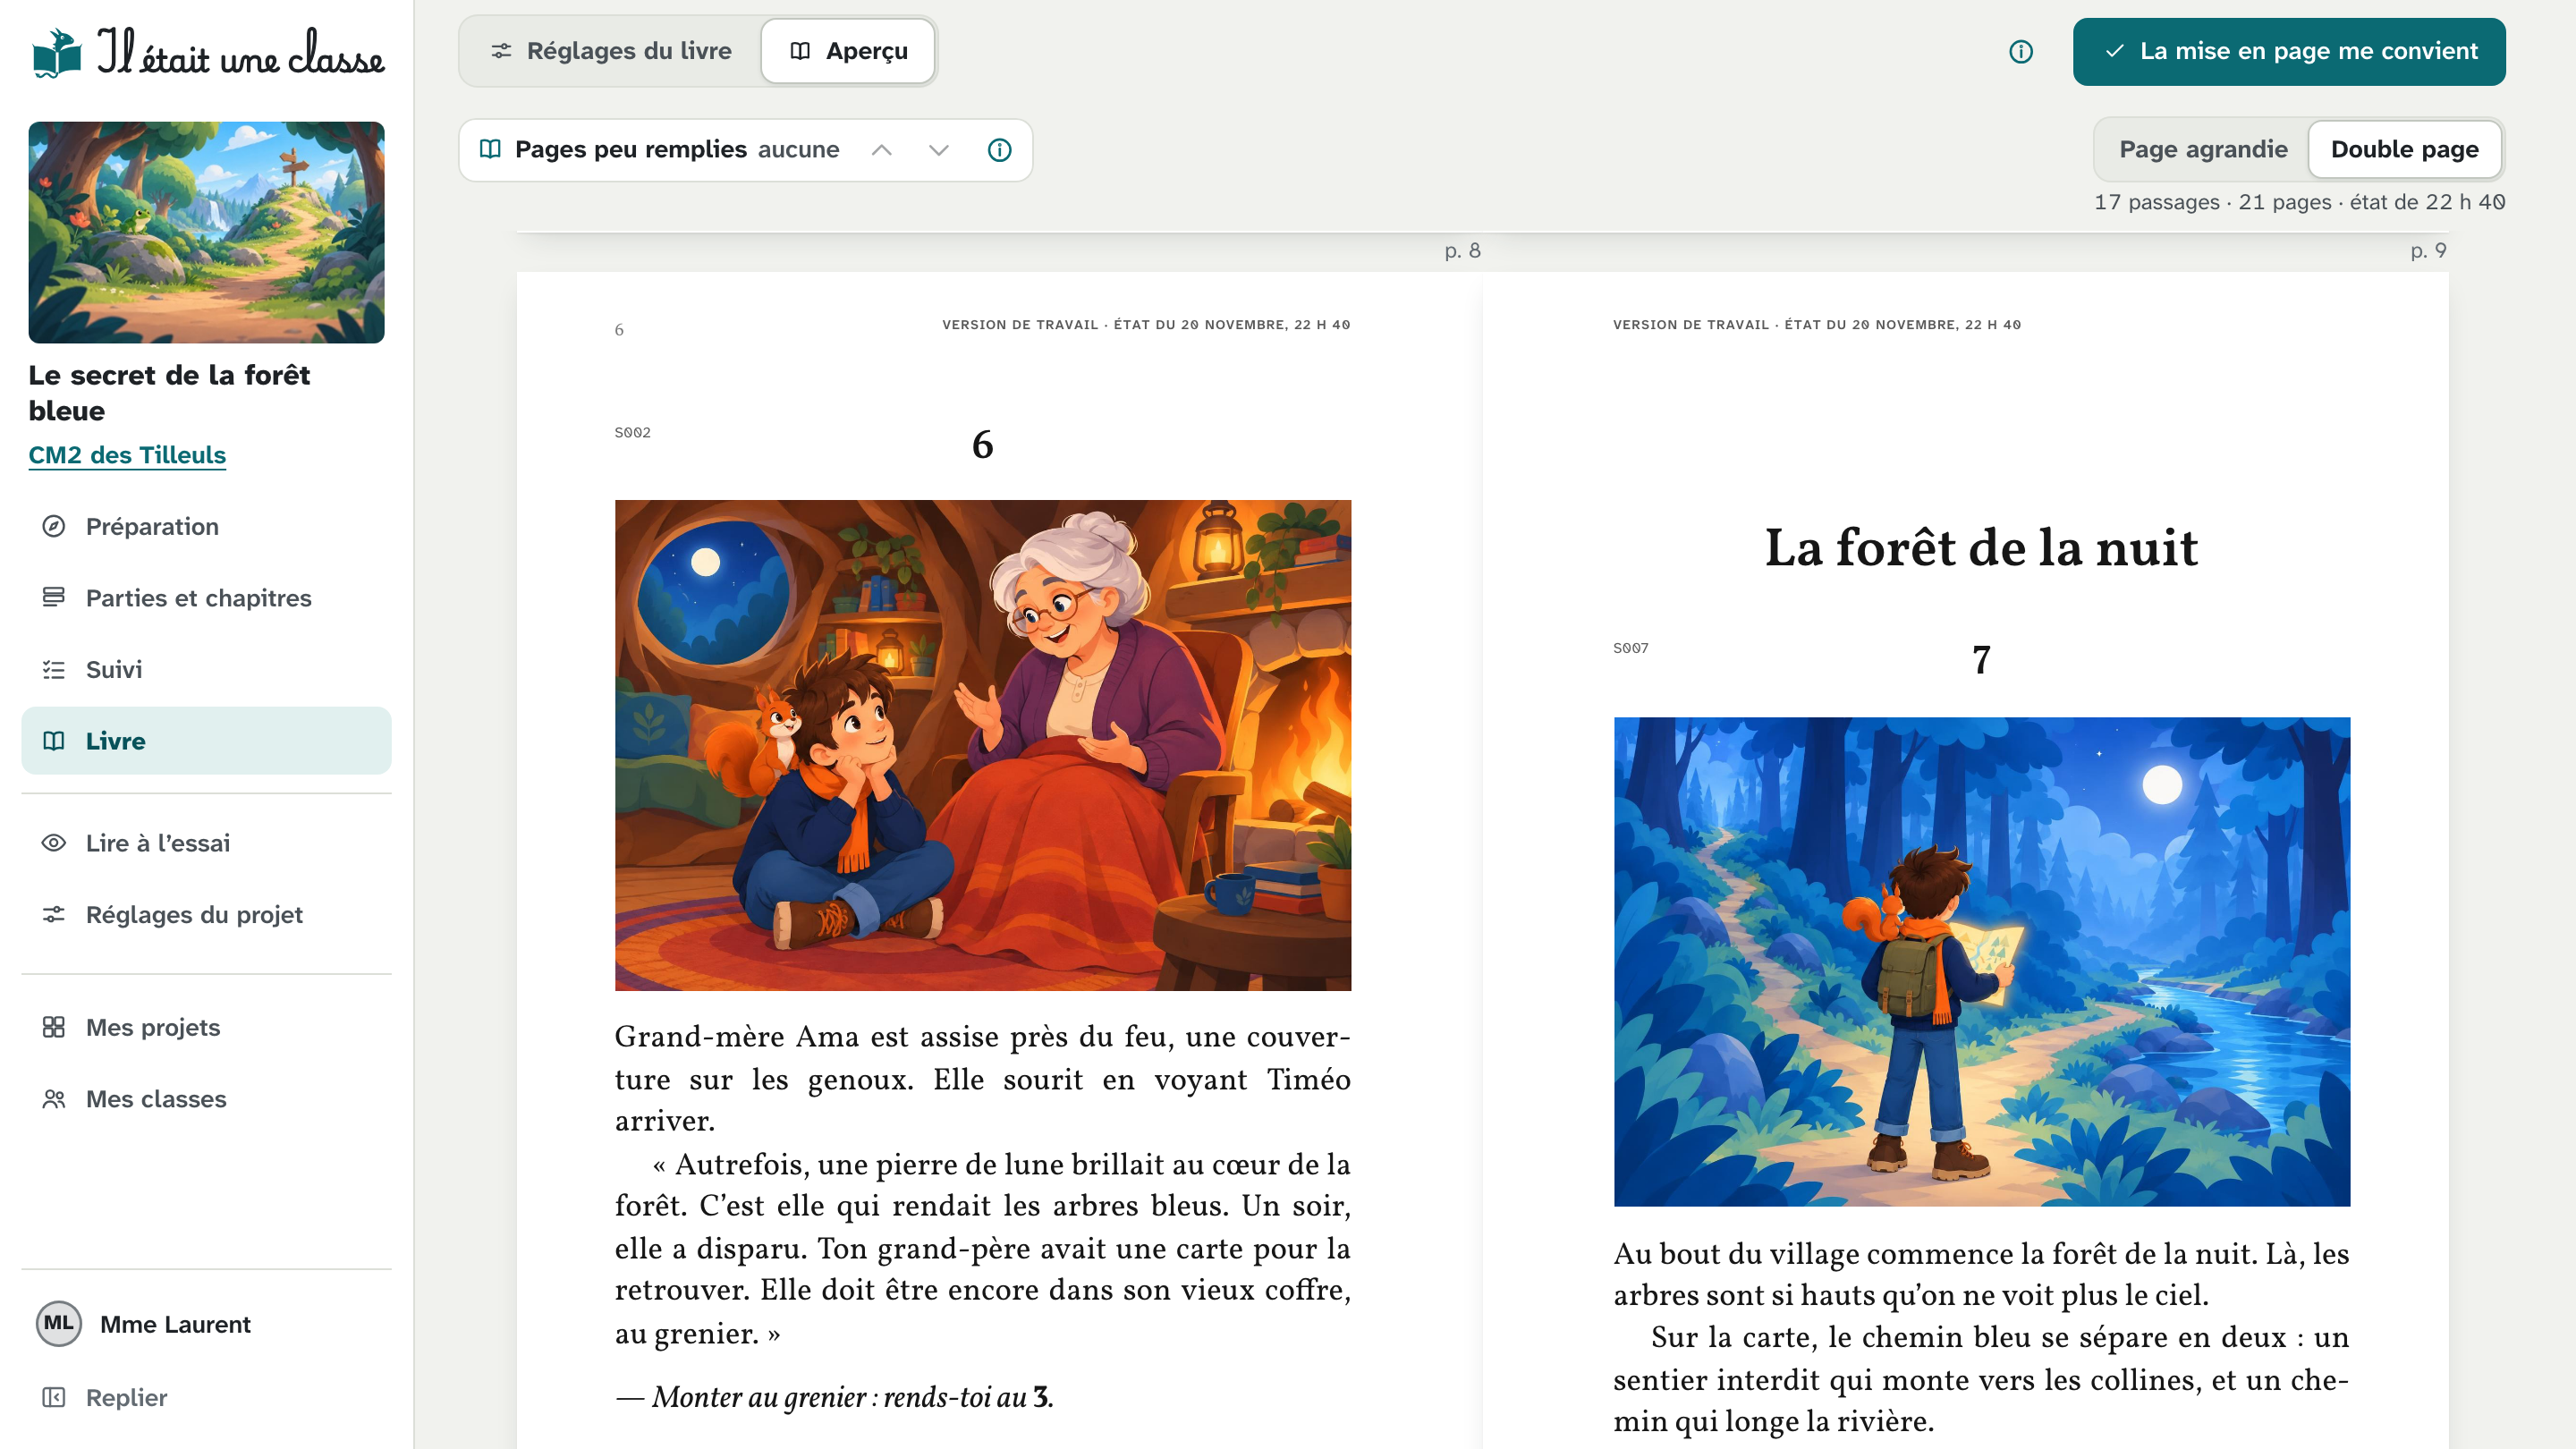 Il était une classe
Le secret de la forêt
bleue
CM2 des Tilleuls
Préparation
Parties et chapitres
Suivi
Livre
Lire à l’essai
Réglages du projet
Mes projets
Mes classes
ML Mme Laurent
Replier
Réglages du livre
Aperçu
La mise en page me convient
Pages peu remplies aucune
Page agrandie
Double page
17 passages · 21 pages · état de 22 h 40
p. 8
6
VERSION DE TRAVAIL · ÉTAT DU 20 NOVEMBRE, 22 H 40
S002
6
Grand-mère Ama est assise près du feu, une couver-
ture sur les genoux. Elle sourit en voyant Timéo
arriver.
« Autrefois, une pierre de lune brillait au cœur de la
forêt. C’est elle qui rendait les arbres bleus. Un soir,
elle a disparu. Ton grand-père avait une carte pour la
retrouver. Elle doit être encore dans son vieux coffre,
au grenier. »
— Monter au grenier : rends-toi au 3.
p. 9
VERSION DE TRAVAIL · ÉTAT DU 20 NOVEMBRE, 22 H 40
La forêt de la nuit
S007
7
Au bout du village commence la forêt de la nuit. Là, les
arbres sont si hauts qu’on ne voit plus le ciel.
Sur la carte, le chemin bleu se sépare en deux : un
sentier interdit qui monte vers les collines, et un che-
min qui longe la rivière.